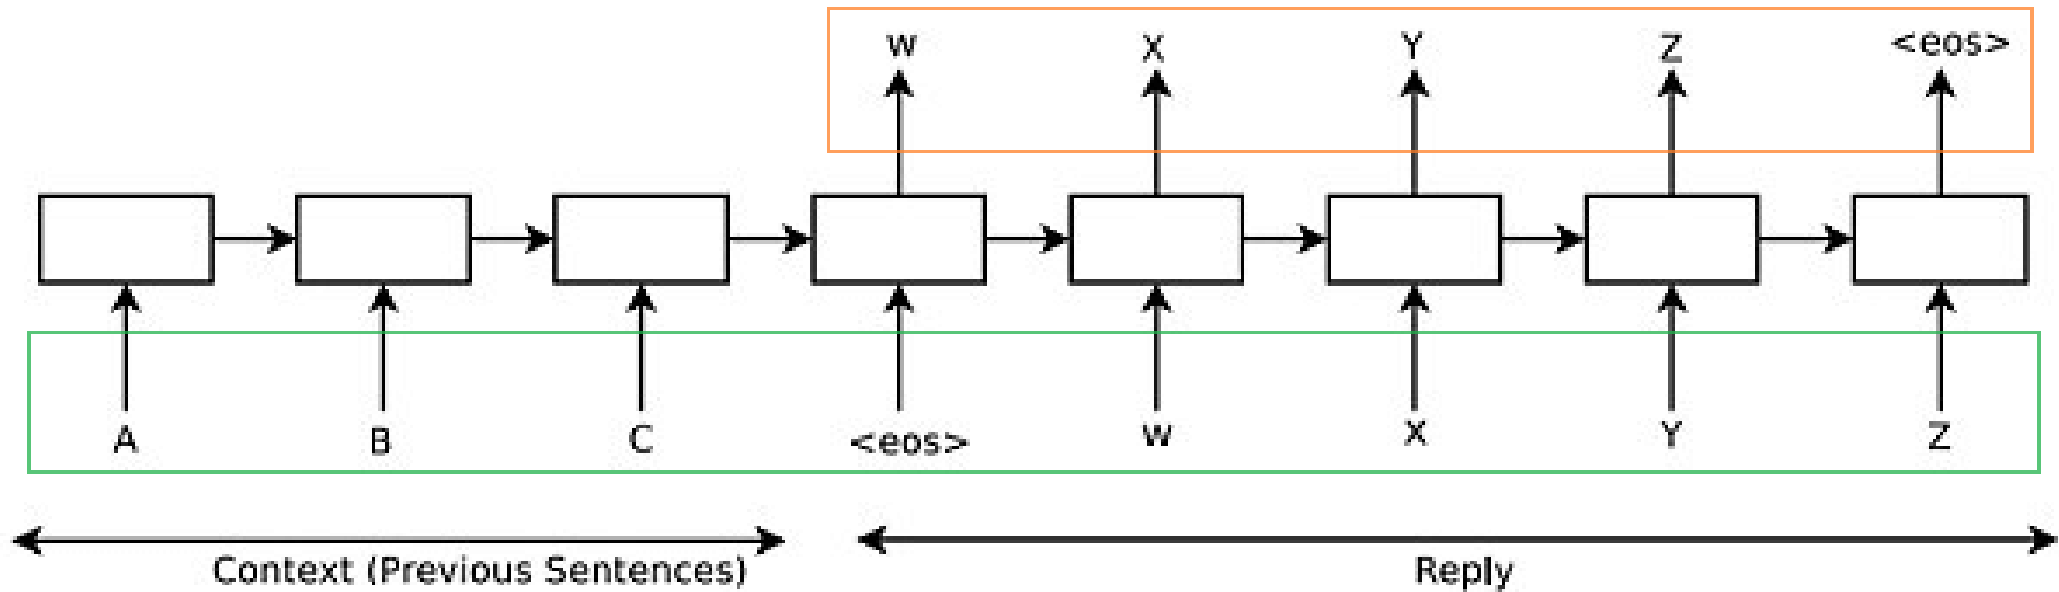 W X Y Z <eos>
A B C <eos> W X Y Z
Context (Previous Sentences) Reply